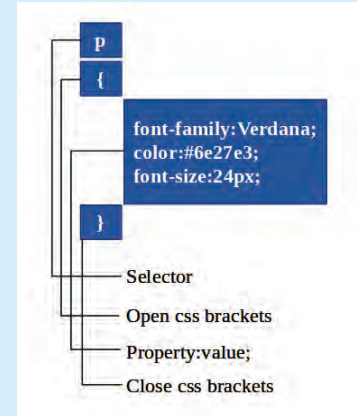 p
{
font-family:Verdana;
color:#6e27e3;
font-size:24px;
}
Selector
Open css brackets
Property:value;
Close css brackets